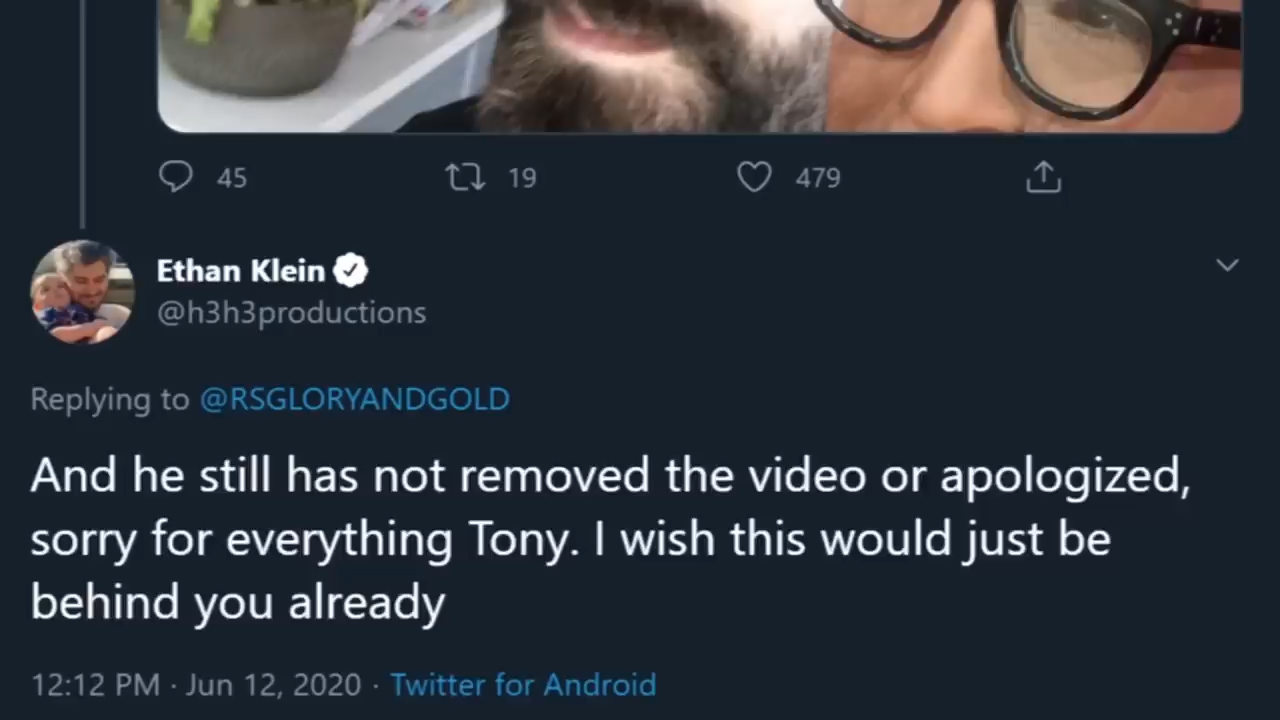 45 19 479
Ethan Klein
@h3h3productions
Replying to @RSGLORYANDGOLD
And he still has not removed the video or apologized,
sorry for everything Tony. I wish this would just be
behind you already
12:12 PM · Jun 12, 2020 · Twitter for Android